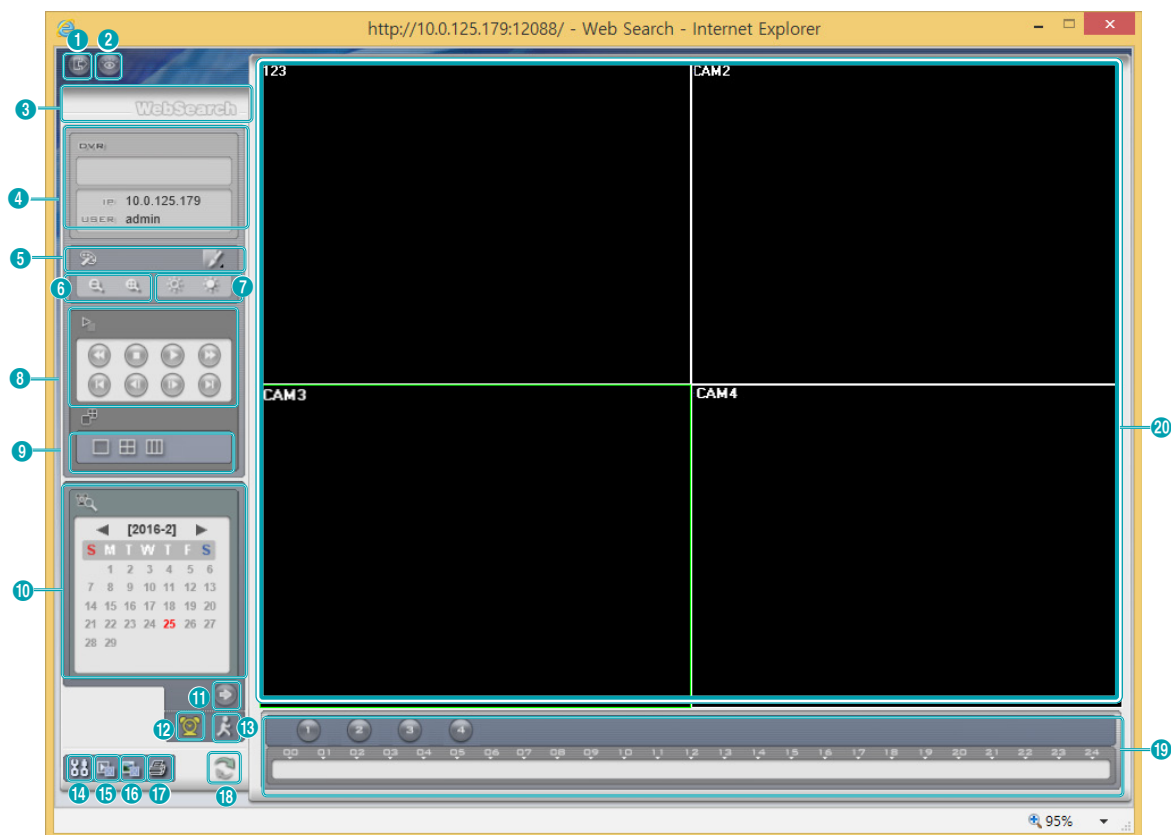 http://10.0.125.179:12088/ - Web Search - Internet Explorer
1 2
123 CAM2
3 WebSearch
DVR:
4 IP: 10.0.125.179
USER: admin
5
6 7
8
CAM3 CAM4
9 20
[2016-2]
S M T W T F S
1 2 3 4 5 6
10 7 8 9 10 11 12 13
14 15 16 17 18 19 20
21 22 23 24 25 26 27
28 29
11
12 13
1 2 3 4
00 01 02 03 04 05 06 07 08 09 10 11 12 13 14 15 16 17 18 19 20 21 22 23 24
19
14 15 16 17 18
95%